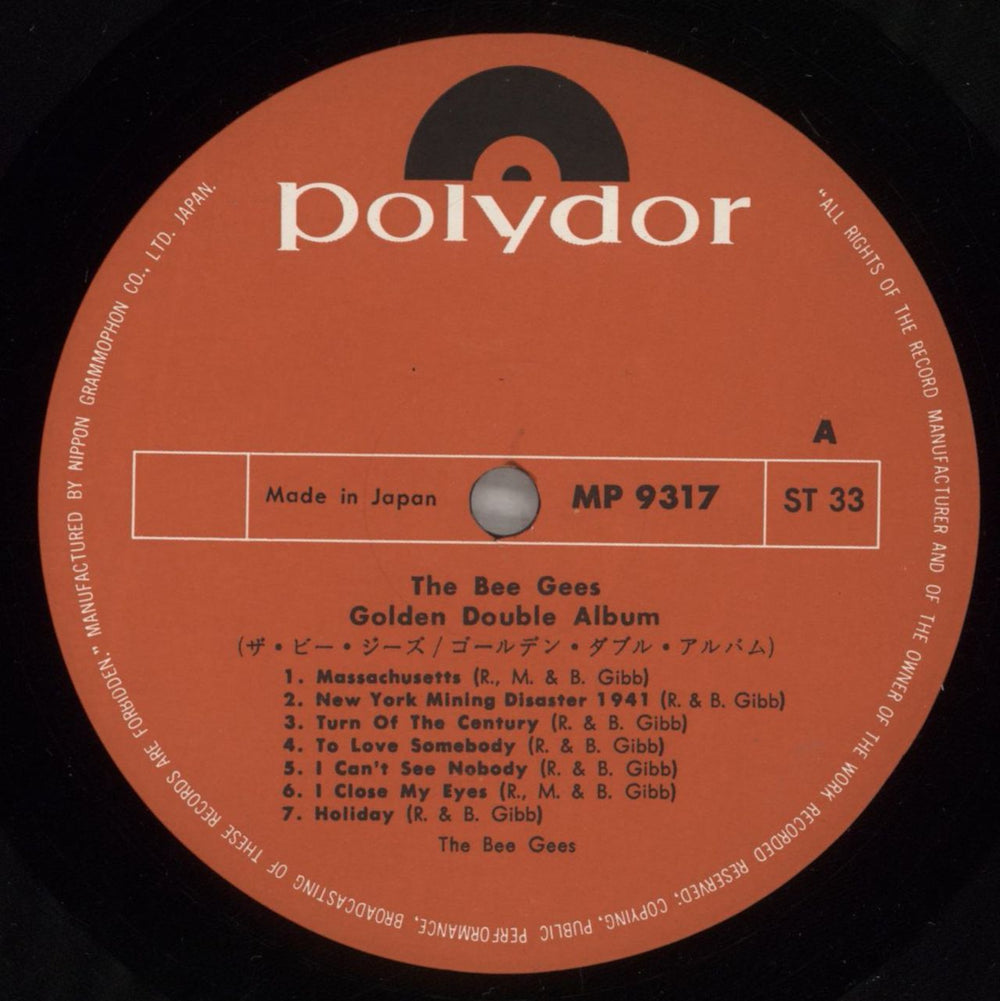 polydor
"ALL RIGHTS OF THE RECORD MANUFACTURER AND OF THE OWNER OF THE WORK RECORDED RESERVED; COPYING, PUBLIC PERFORMANCE, BROADCASTING OF THESE RECORDS ARE FORBIDDEN." MANUFACTURED BY NIPPON GRAMMOPHON CO., LTD. JAPAN.
A
Made in Japan MP 9317 ST 33
The Bee Gees
Golden Double Album
(ザ・ビー・ジーズ/ゴールデン・ダブル・アルバム)
1. Massachusetts (R., M. & B. Gibb)
2. New York Mining Disaster 1941 (R. & B. Gibb)
3. Turn Of The Century (R. & B. Gibb)
4. To Love Somebody (R. & B. Gibb)
5. I Can't See Nobody (R. & B. Gibb)
6. I Close My Eyes (R., M. & B. Gibb)
7. Holiday (R. & B. Gibb)
The Bee Gees